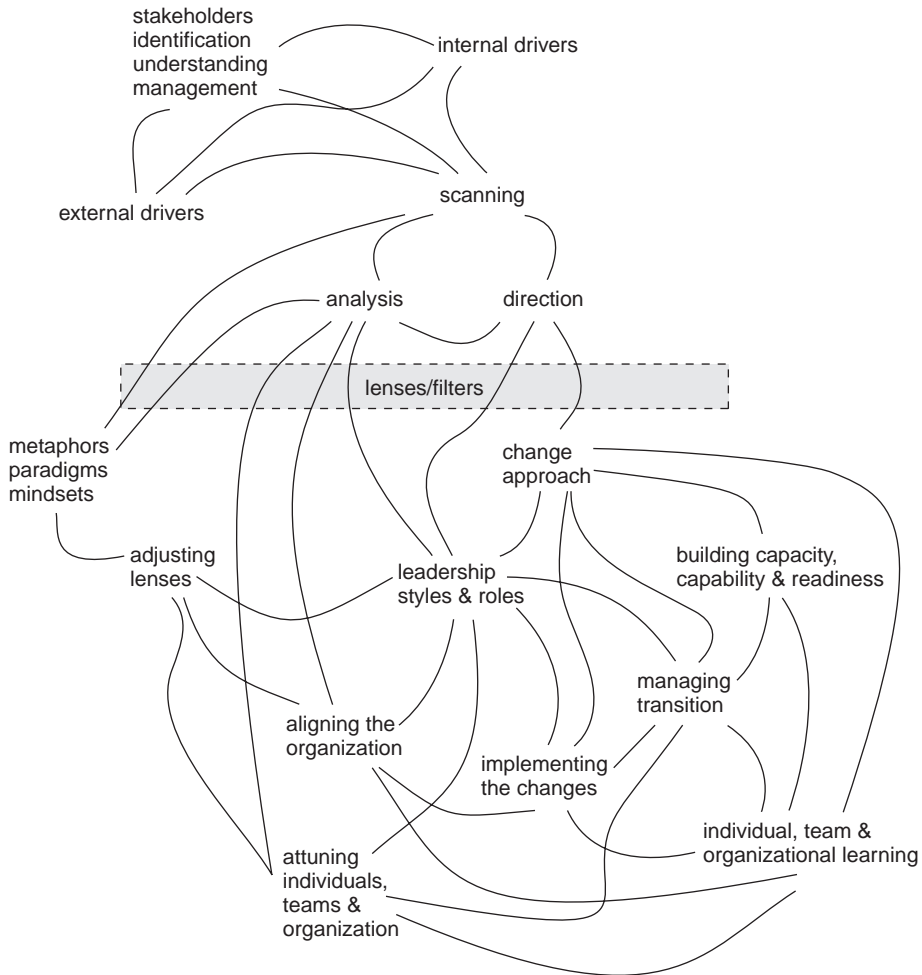 stakeholders
identification
understanding
management
internal drivers
external drivers
scanning
analysis
direction
lenses/filters
metaphors
paradigms
mindsets
change
approach
adjusting
lenses
leadership
styles & roles
building capacity,
capability & readiness
managing
transition
aligning the
organization
implementing
the changes
individual, team &
organizational learning
attuning
individuals,
teams &
organization